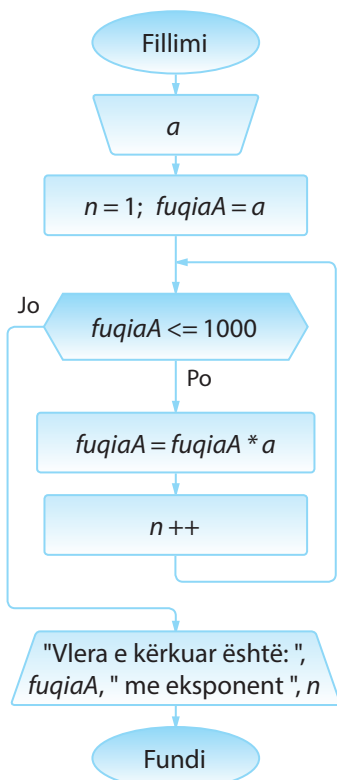 Fillimi
a
n = 1; fuqiaA = a
Jo
fuqiaA <= 1000
Po
fuqiaA = fuqiaA * a
n ++
"Vlera e kërkuar është: ",
fuqiaA, " me eksponent ", n
Fundi